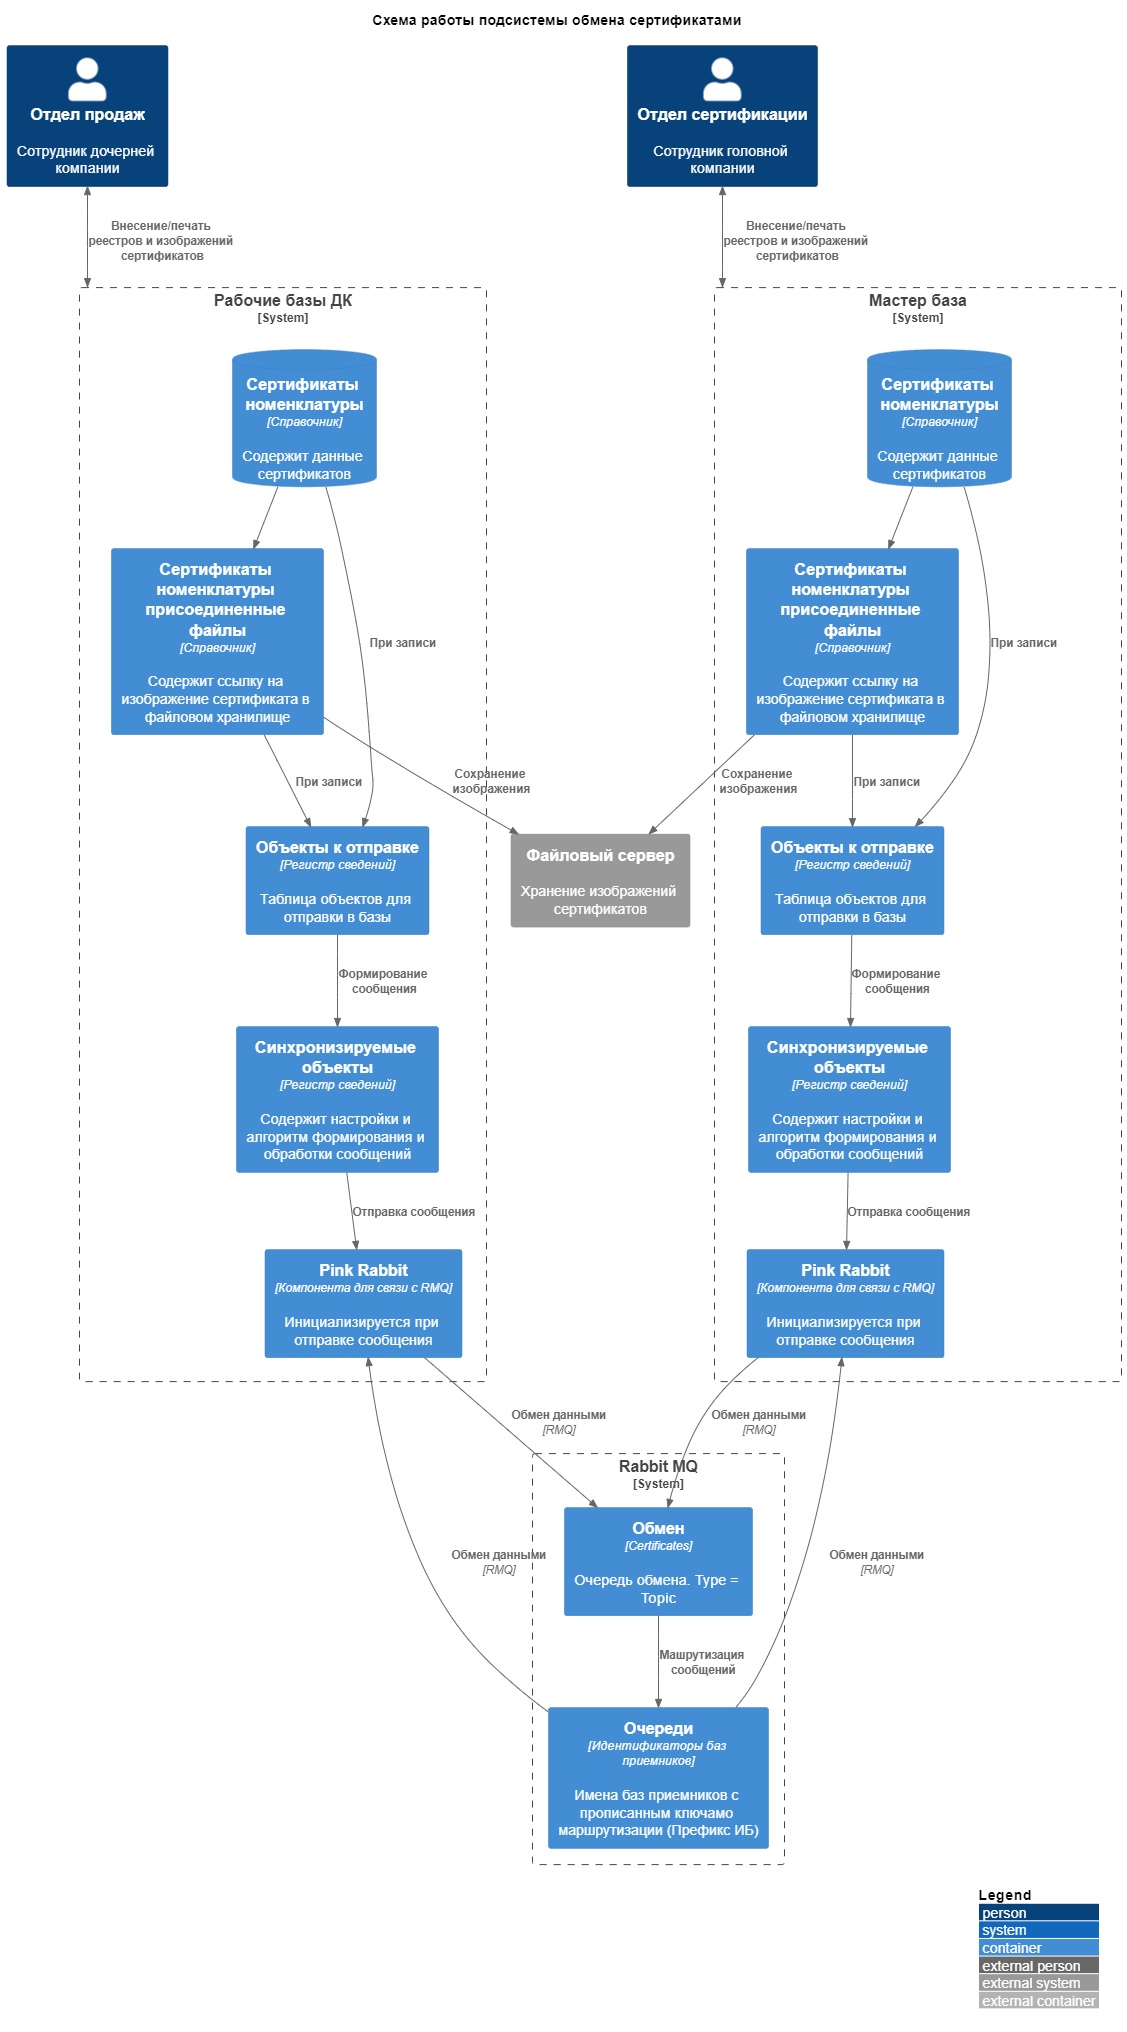 Схема работы подсистемы обмена сертификатами
Отдел продаж
Сотрудник дочерней
компании
Отдел сертификации
Сотрудник головной
компании
Внесение/печать
реестров и изображений
сертификатов
Внесение/печать
реестров и изображений
сертификатов
Рабочие базы ДК
[System]
Мастер база
[System]
Сертификаты
номенклатуры
[Справочник]
Содержит данные
сертификатов
Сертификаты
номенклатуры
[Справочник]
Содержит данные
сертификатов
Сертификаты
номенклатуры
присоединенные
файлы
[Справочник]
Содержит ссылку на
изображение сертификата в
файловом хранилище
При записи
Сертификаты
номенклатуры
присоединенные
файлы
[Справочник]
Содержит ссылку на
изображение сертификата в
файловом хранилище
При записи
При записи
Сохранение
изображения
Сохранение
изображения
При записи
Объекты к отправке
[Регистр сведений]
Таблица объектов для
отправки в базы
Файловый сервер
Хранение изображений
сертификатов
Объекты к отправке
[Регистр сведений]
Таблица объектов для
отправки в базы
Формирование
сообщения
Формирование
сообщения
Синхронизируемые
объекты
[Регистр сведений]
Содержит настройки и
алгоритм формирования и
обработки сообщений
Синхронизируемые
объекты
[Регистр сведений]
Содержит настройки и
алгоритм формирования и
обработки сообщений
Отправка сообщения
Отправка сообщения
Pink Rabbit
[Компонента для связи с RMQ]
Инициализируется при
отправке сообщения
Pink Rabbit
[Компонента для связи с RMQ]
Инициализируется при
отправке сообщения
Обмен данными
[RMQ]
Обмен данными
[RMQ]
Rabbit MQ
[System]
Обмен
[Certificates]
Очередь обмена. Type =
Topic
Обмен данными
[RMQ]
Обмен данными
[RMQ]
Машрутизация
сообщений
Очереди
[Идентификаторы баз
приемников]
Имена баз приемников с
прописанным ключамо
маршрутизации (Префикс ИБ)
Legend
person
system
container
external person
external system
external container